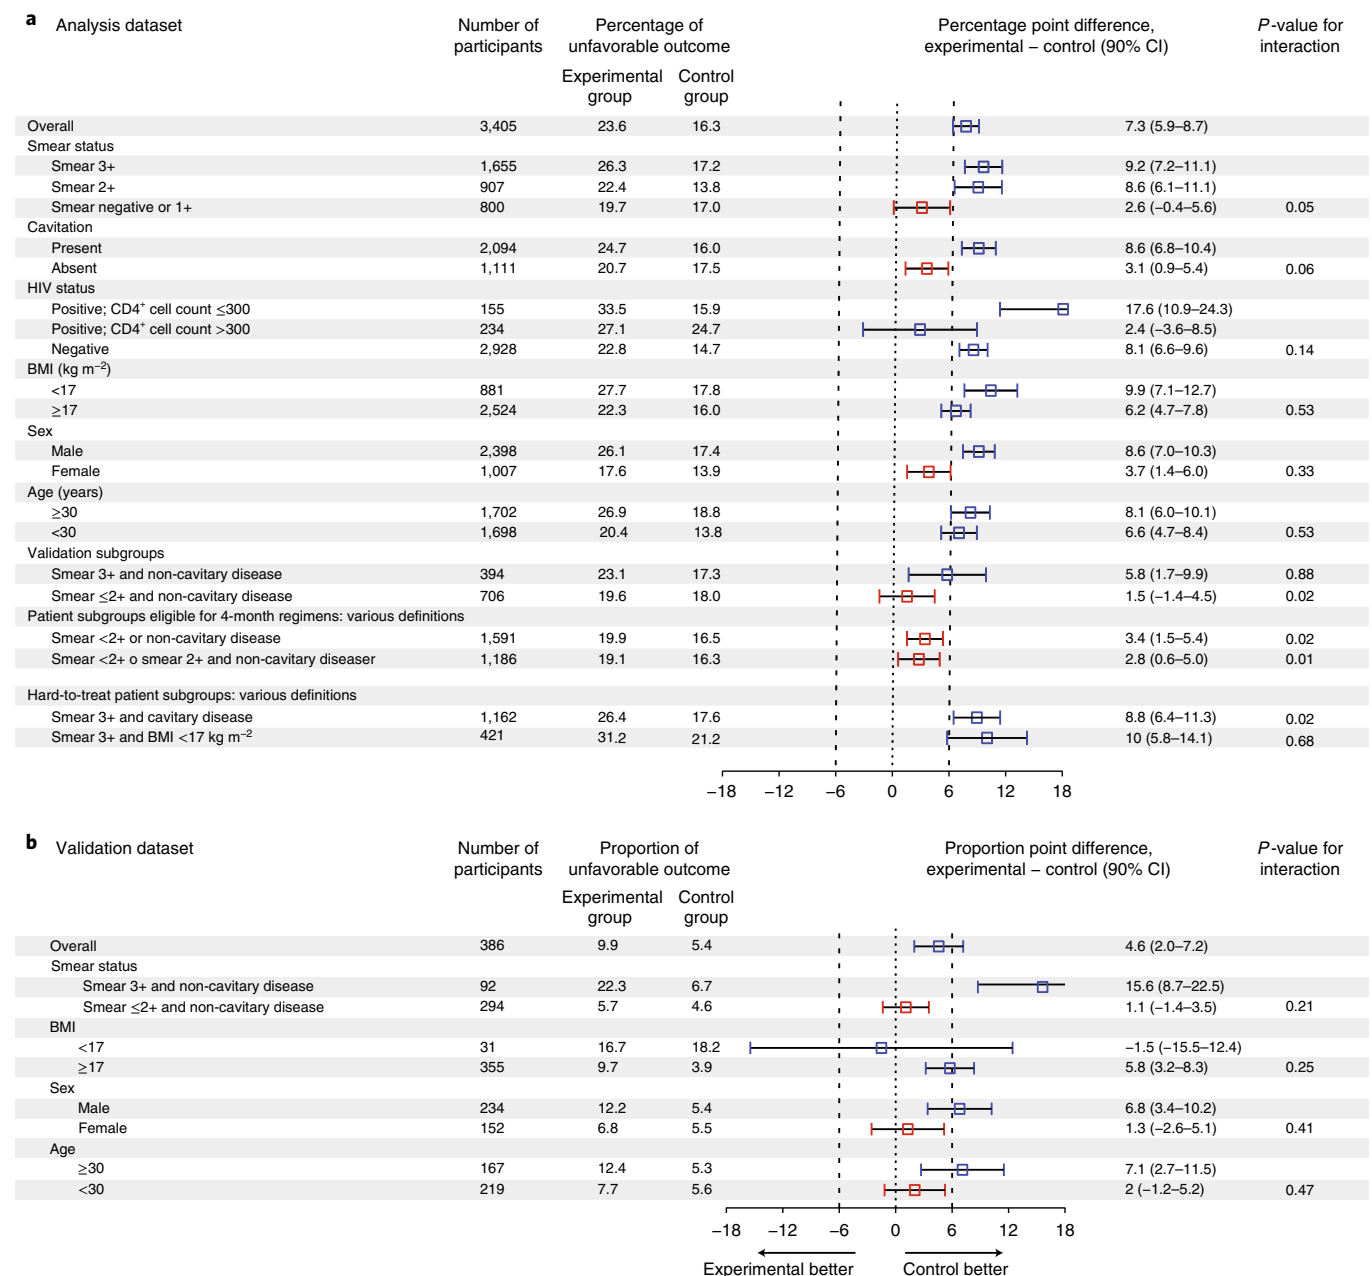 a Analysis dataset Number of participants Percentage of unfavorable outcome Percentage point difference, experimental – control (90% CI) P-value for interaction
Experimental group Control group
Overall 3,405 23.6 16.3 7.3 (5.9–8.7)
Smear status
Smear 3+ 1,655 26.3 17.2 9.2 (7.2–11.1)
Smear 2+ 907 22.4 13.8 8.6 (6.1–11.1)
Smear negative or 1+ 800 19.7 17.0 2.6 (−0.4–5.6) 0.05
Cavitation
Present 2,094 24.7 16.0 8.6 (6.8–10.4)
Absent 1,111 20.7 17.5 3.1 (0.9–5.4) 0.06
HIV status
Positive; CD4⁺ cell count ≤300 155 33.5 15.9 17.6 (10.9–24.3)
Positive; CD4⁺ cell count >300 234 27.1 24.7 2.4 (−3.6–8.5)
Negative 2,928 22.8 14.7 8.1 (6.6–9.6) 0.14
BMI (kg m⁻²)
<17 881 27.7 17.8 9.9 (7.1–12.7)
≥17 2,524 22.3 16.0 6.2 (4.7–7.8) 0.53
Sex
Male 2,398 26.1 17.4 8.6 (7.0–10.3)
Female 1,007 17.6 13.9 3.7 (1.4–6.0) 0.33
Age (years)
≥30 1,702 26.9 18.8 8.1 (6.0–10.1)
<30 1,698 20.4 13.8 6.6 (4.7–8.4) 0.53
Validation subgroups
Smear 3+ and non-cavitary disease 394 23.1 17.3 5.8 (1.7–9.9) 0.88
Smear ≤2+ and non-cavitary disease 706 19.6 18.0 1.5 (−1.4–4.5) 0.02
Patient subgroups eligible for 4-month regimens: various definitions
Smear <2+ or non-cavitary disease 1,591 19.9 16.5 3.4 (1.5–5.4) 0.02
Smear <2+ o smear 2+ and non-cavitary diseaser 1,186 19.1 16.3 2.8 (0.6–5.0) 0.01
Hard-to-treat patient subgroups: various definitions
Smear 3+ and cavitary disease 1,162 26.4 17.6 8.8 (6.4–11.3) 0.02
Smear 3+ and BMI <17 kg m⁻² 421 31.2 21.2 10 (5.8–14.1) 0.68
−18 −12 −6 0 6 12 18
b Validation dataset Number of participants Proportion of unfavorable outcome Proportion point difference, experimental – control (90% CI) P-value for interaction
Experimental group Control group
Overall 386 9.9 5.4 4.6 (2.0–7.2)
Smear status
Smear 3+ and non-cavitary disease 92 22.3 6.7 15.6 (8.7–22.5)
Smear ≤2+ and non-cavitary disease 294 5.7 4.6 1.1 (−1.4–3.5) 0.21
BMI
<17 31 16.7 18.2 −1.5 (−15.5–12.4)
≥17 355 9.7 3.9 5.8 (3.2–8.3) 0.25
Sex
Male 234 12.2 5.4 6.8 (3.4–10.2)
Female 152 6.8 5.5 1.3 (−2.6–5.1) 0.41
Age
≥30 167 12.4 5.3 7.1 (2.7–11.5)
<30 219 7.7 5.6 2 (−1.2–5.2) 0.47
−18 −12 −6 0 6 12 18
Experimental better Control better